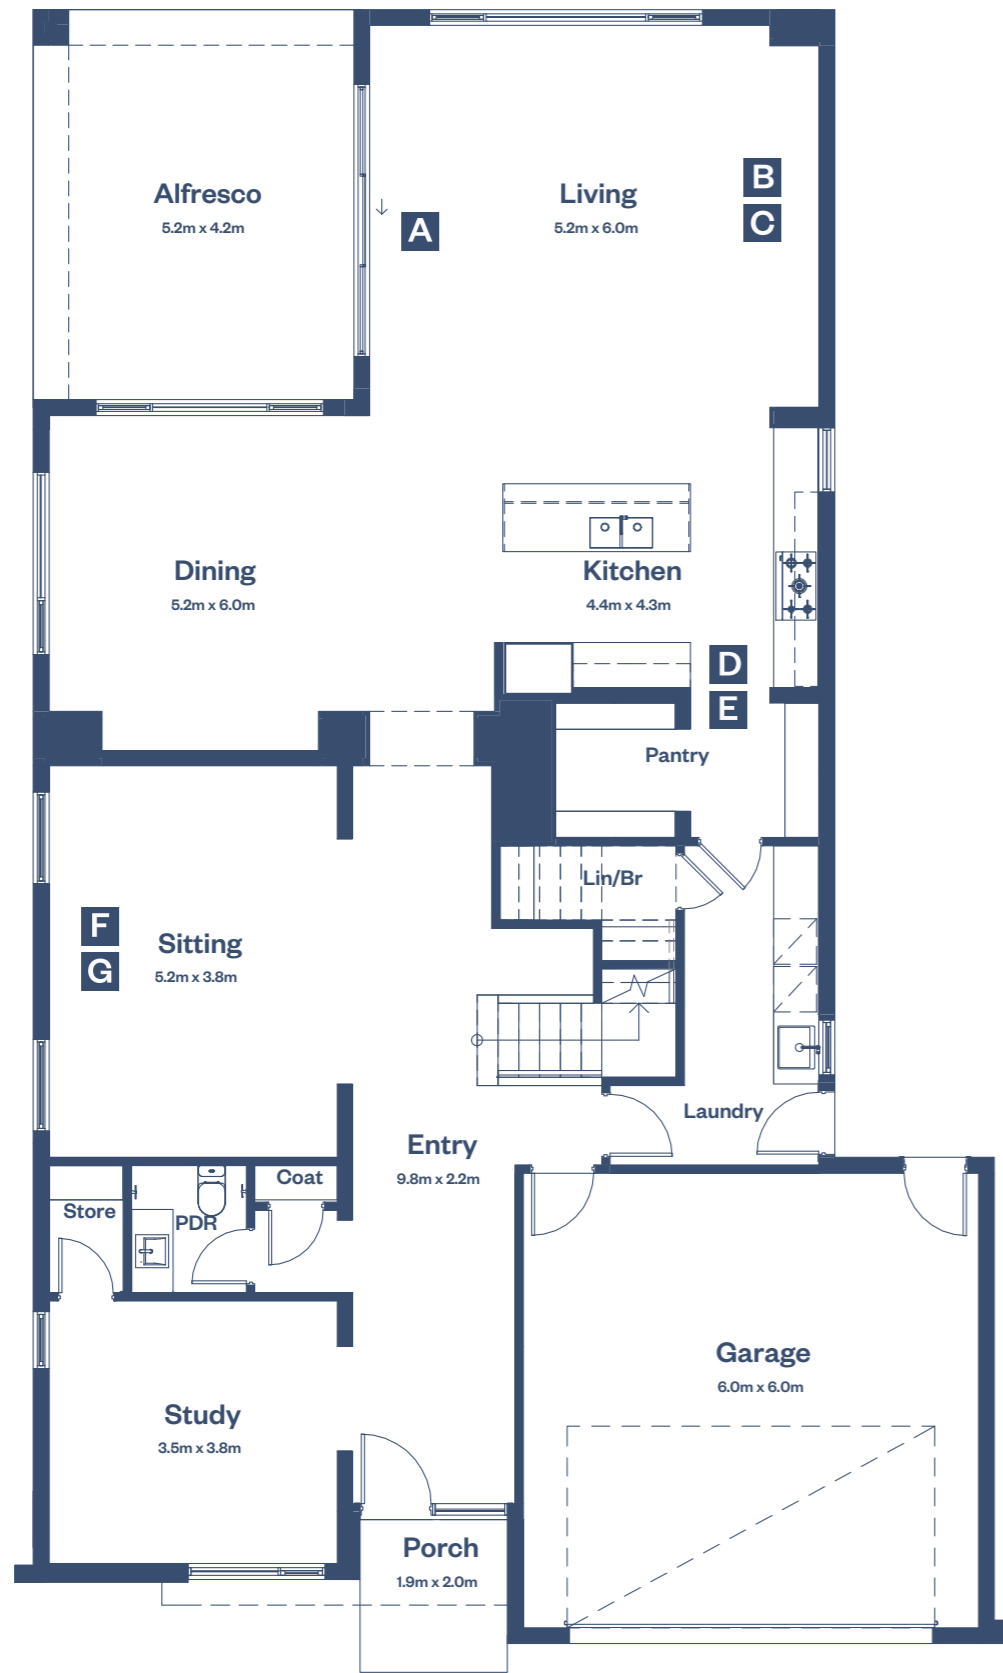 Alfresco
5.2m x 4.2m
Living
5.2m x 6.0m
A
B
C
Dining
5.2m x 6.0m
Kitchen
4.4m x 4.3m
D
E
Pantry
Lin/Br
F
G
Sitting
5.2m x 3.8m
Laundry
Entry
9.8m x 2.2m
Coat
Store
PDR
Garage
6.0m x 6.0m
Study
3.5m x 3.8m
Porch
1.9m x 2.0m